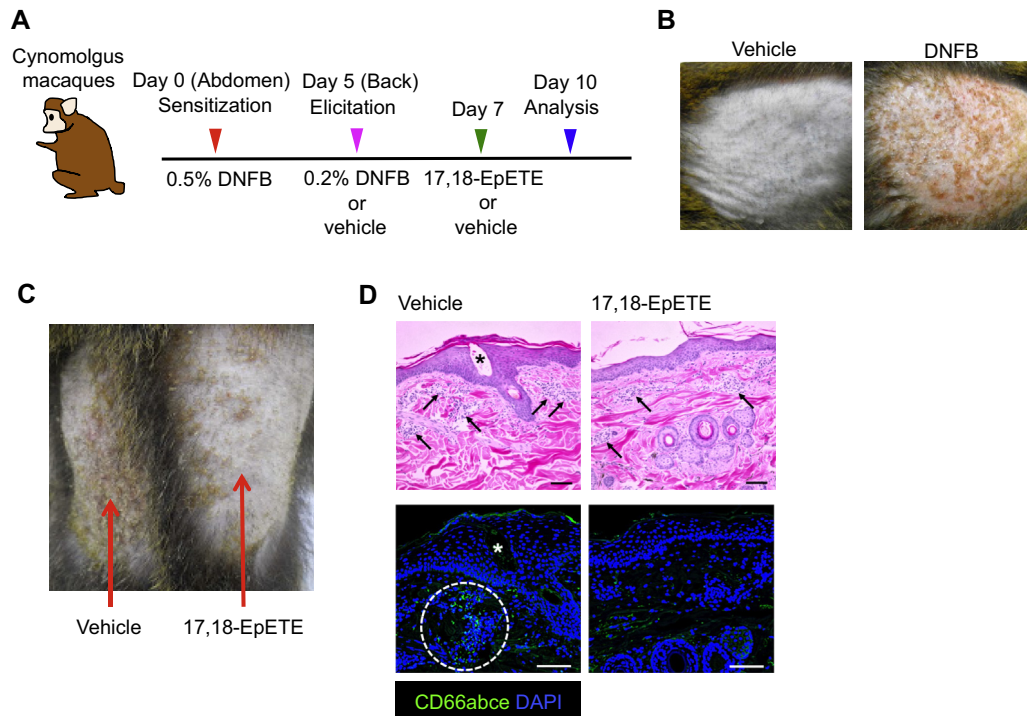 A
Cynomolgus
macaques
Day 0 (Abdomen)
Sensitization
Day 5 (Back)
Elicitation
Day 7
Day 10
Analysis
0.5% DNFB
0.2% DNFB
or
vehicle
17,18-EpETE
or
vehicle
B
Vehicle
DNFB
C
Vehicle
17,18-EpETE
D
Vehicle
17,18-EpETE
*
*
CD66abce DAPI